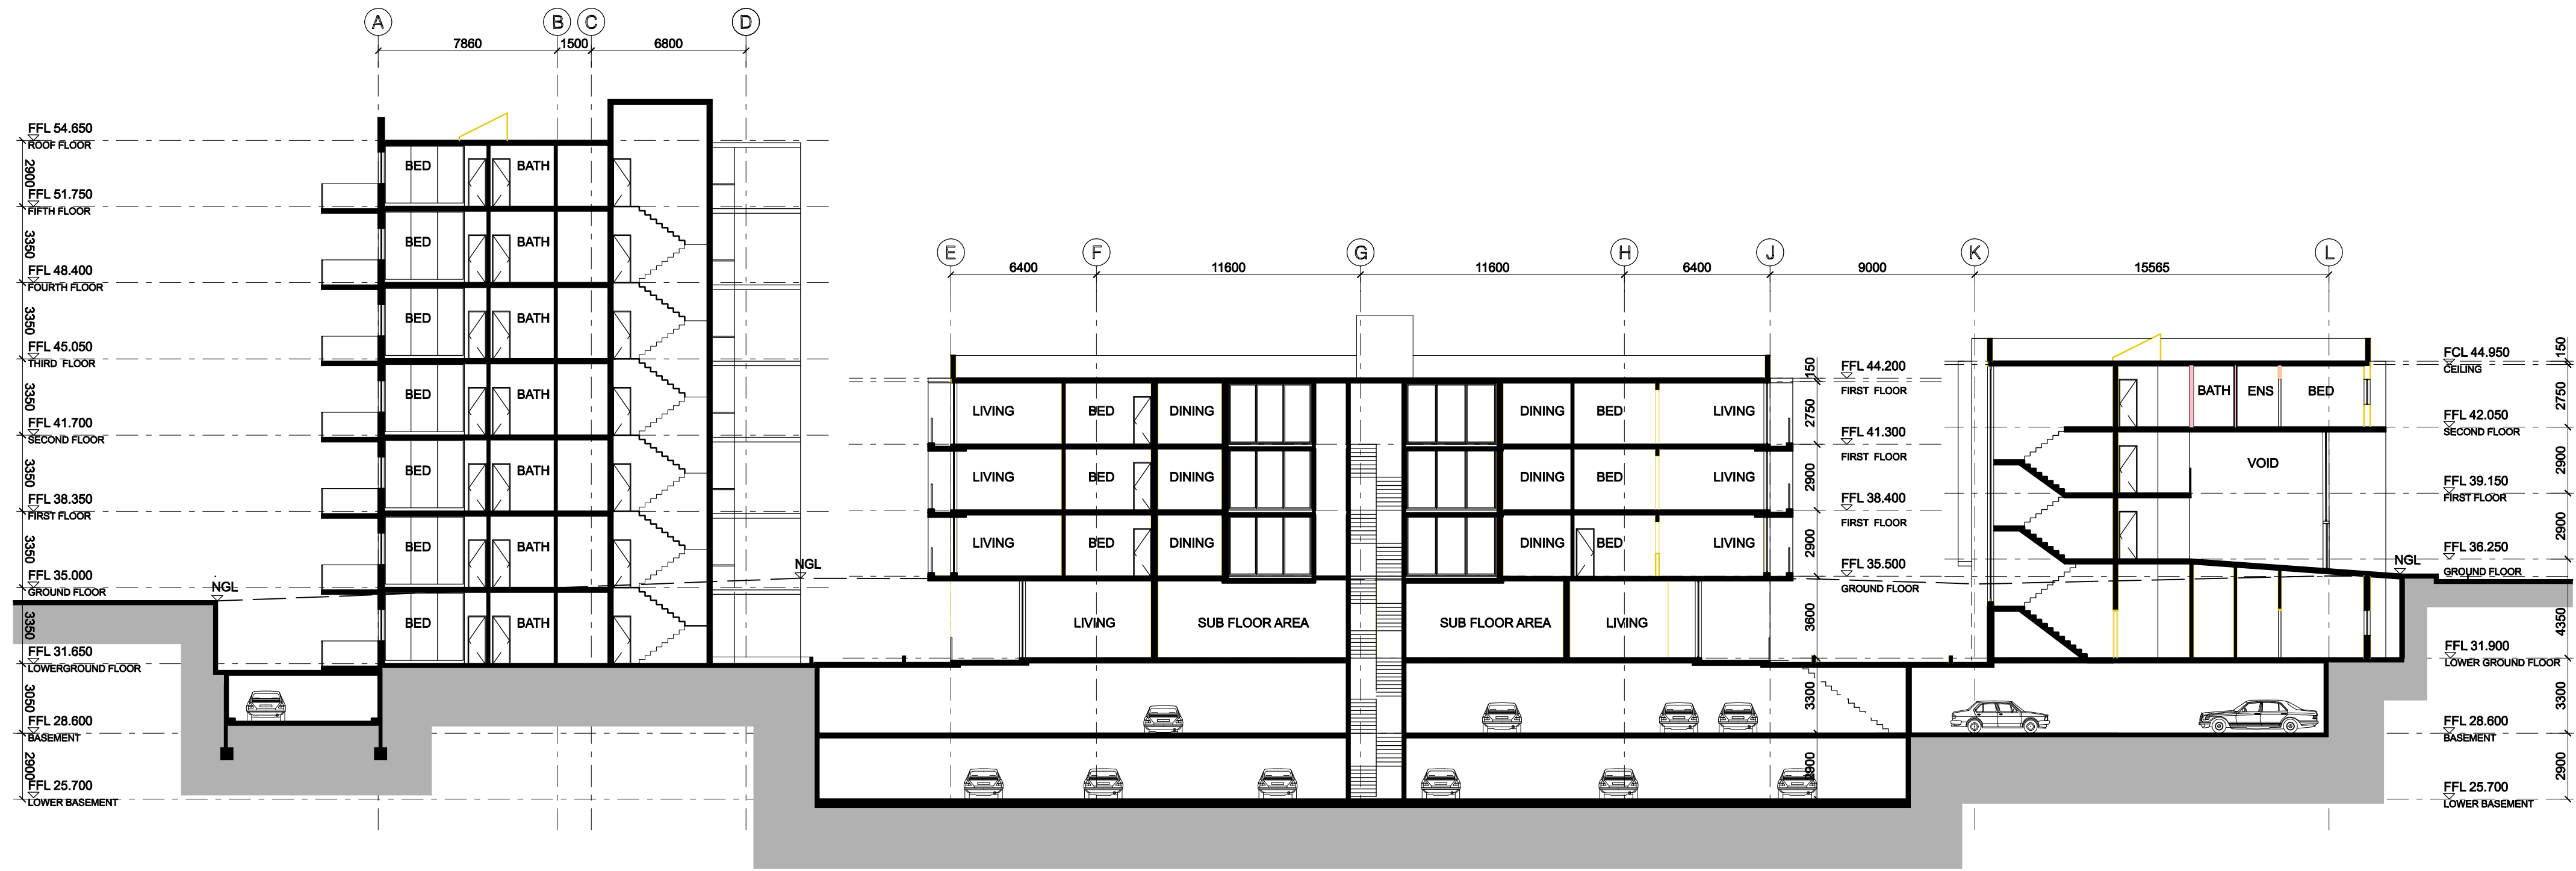 A B C D
7860 1500 6800
FFL 54.650
ROOF FLOOR
2900
FFL 51.750
FIFTH FLOOR
3350
FFL 48.400
FOURTH FLOOR
3350
FFL 45.050
THIRD FLOOR
3350
FFL 41.700
SECOND FLOOR
3350
FFL 38.350
FIRST FLOOR
3350
FFL 35.000
GROUND FLOOR
3350
FFL 31.650
LOWERGROUND FLOOR
3050
FFL 28.600
BASEMENT
2900
FFL 25.700
LOWER BASEMENT
NGL
BED BATH
BED BATH
BED BATH
BED BATH
BED BATH
BED BATH
BED BATH
NGL
E F G H J K L
6400 11600 11600 6400 9000 15565
LIVING BED DINING DINING BED LIVING
LIVING BED DINING DINING BED LIVING
LIVING BED DINING DINING BED LIVING
LIVING SUB FLOOR AREA SUB FLOOR AREA LIVING
150
FFL 44.200
FIRST FLOOR
2750
FFL 41.300
FIRST FLOOR
2900
FFL 38.400
FIRST FLOOR
2900
FFL 35.500
GROUND FLOOR
3600
3300
2900
BATH ENS BED
VOID
NGL
150
FCL 44.950
CEILING
2750
FFL 42.050
SECOND FLOOR
2900
FFL 39.150
FIRST FLOOR
2900
FFL 36.250
GROUND FLOOR
4350
FFL 31.900
LOWER GROUND FLOOR
3300
FFL 28.600
BASEMENT
2900
FFL 25.700
LOWER BASEMENT